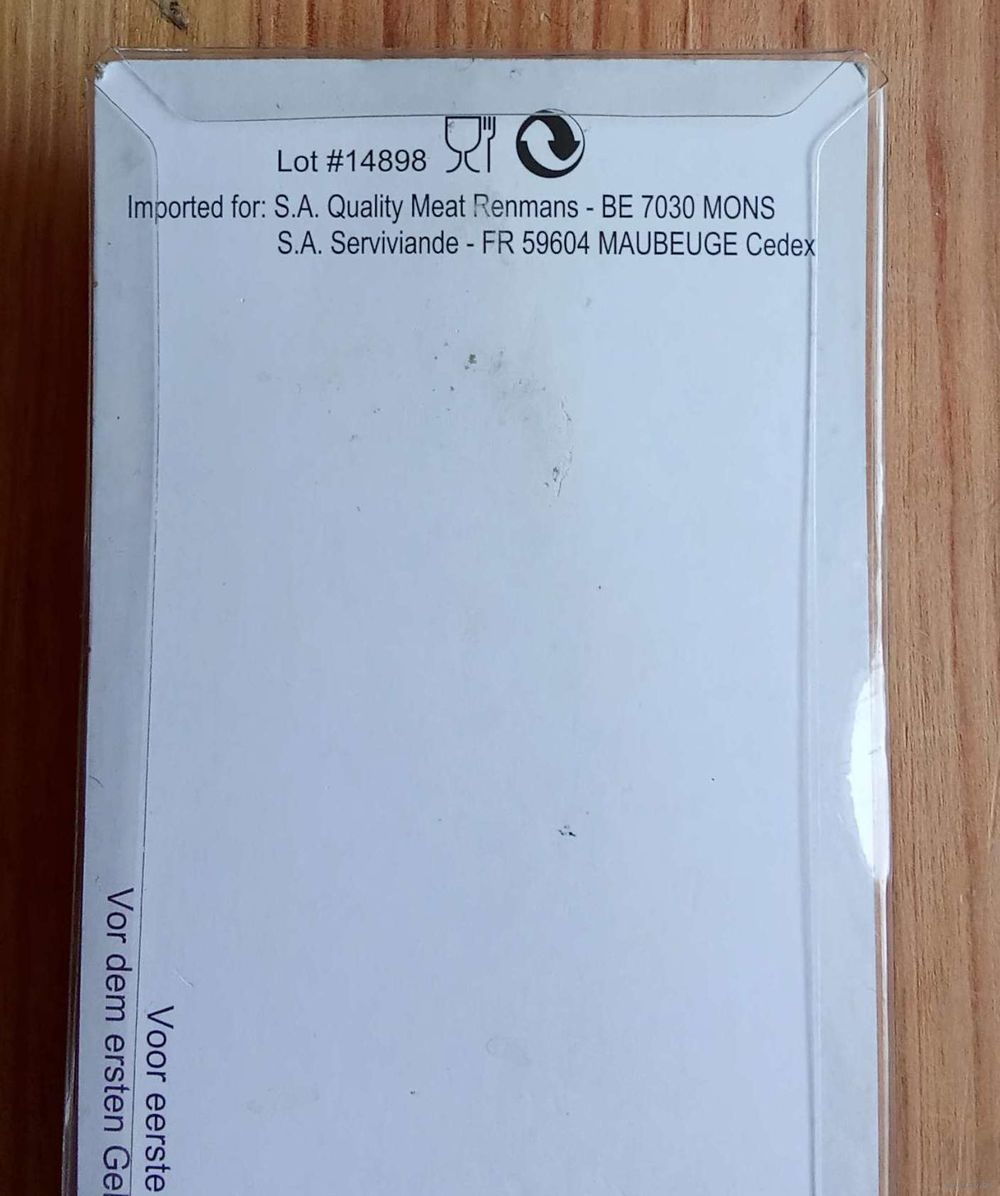 Lot #14898
Imported for: S.A. Quality Meat Renmans - BE 7030 MONS
S.A. Serviviande - FR 59604 MAUBEUGE Cedex
Voor eerste
Vor dem ersten